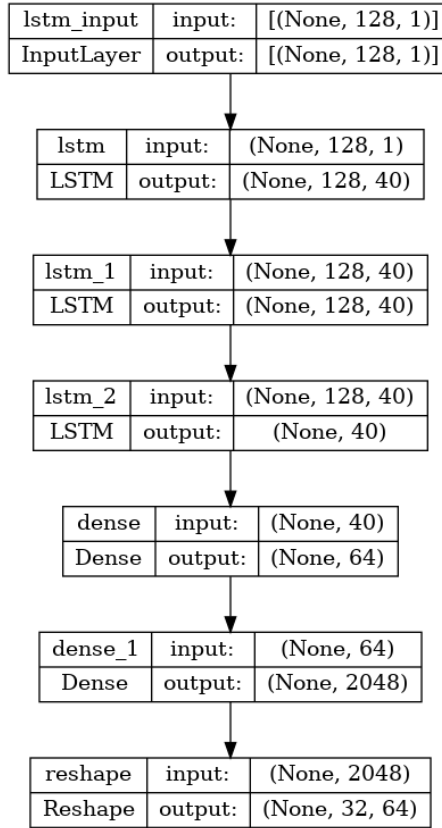 lstm_input input: [(None, 128, 1)]
InputLayer output: [(None, 128, 1)]
lstm input: (None, 128, 1)
LSTM output: (None, 128, 40)
lstm_1 input: (None, 128, 40)
LSTM output: (None, 128, 40)
lstm_2 input: (None, 128, 40)
LSTM output: (None, 40)
dense input: (None, 40)
Dense output: (None, 64)
dense_1 input: (None, 64)
Dense output: (None, 2048)
reshape input: (None, 2048)
Reshape output: (None, 32, 64)